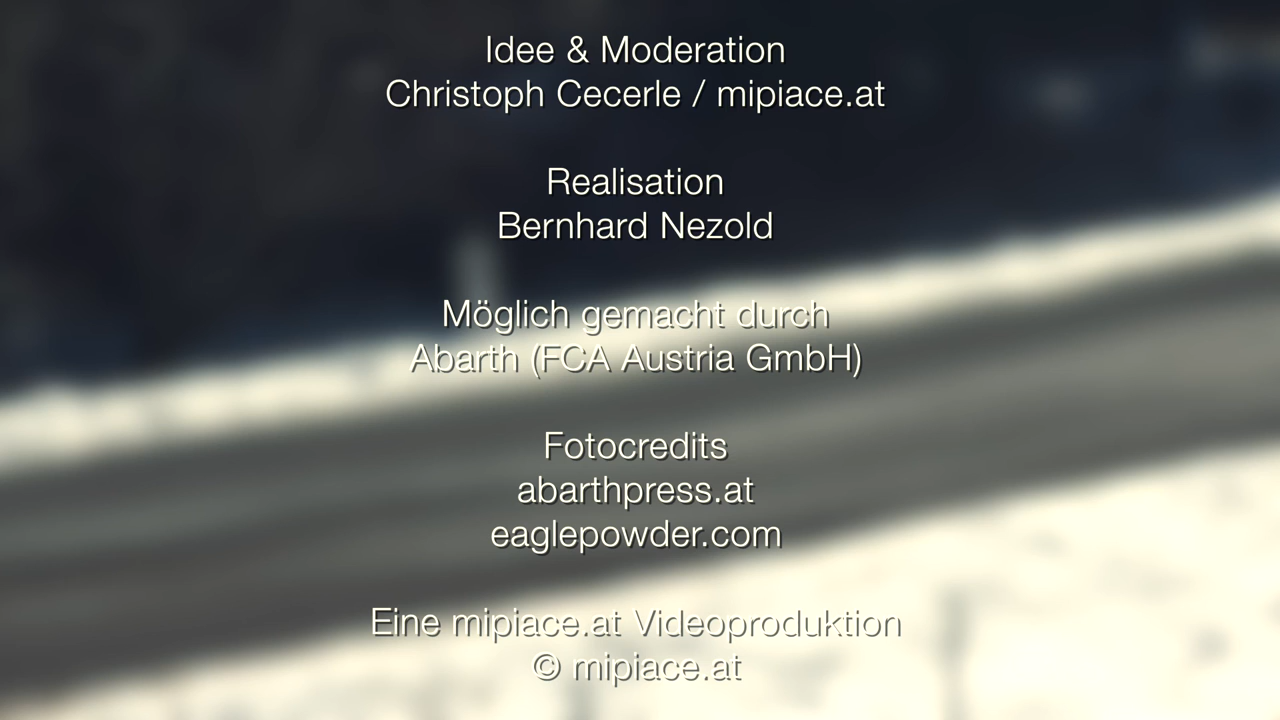 Idee & Moderation
Christoph Cecerle / mipiace.at
Realisation
Bernhard Nezold
Möglich gemacht durch
Abarth (FCA Austria GmbH)
Fotocredits
abarthpress.at
eaglepowder.com
Eine mipiace.at Videoproduktion
© mipiace.at